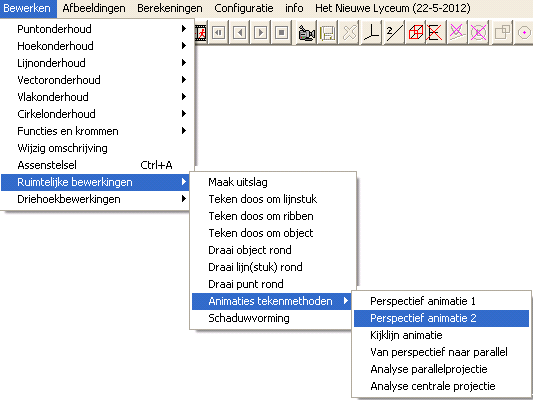 Bewerken Afbeeldingen Berekeningen Configuratie info Het Nieuwe Lyceum (22-5-2012)
Puntonderhoud
Hoekonderhoud
Lijnonderhoud
Vectoronderhoud
Vlakonderhoud
Cirkelonderhoud
Functies en krommen
Wijzig omschrijving
Assenstelsel Ctrl+A
Ruimtelijke bewerkingen
Driehoekbewerkingen
Maak uitslag
Teken doos om lijnstuk
Teken doos om ribben
Teken doos om object
Draai object rond
Draai lijn(stuk) rond
Draai punt rond
Animaties tekenmethoden
Schaduwvorming
Perspectief animatie 1
Perspectief animatie 2
Kijklijn animatie
Van perspectief naar parallel
Analyse parallelprojectie
Analyse centrale projectie